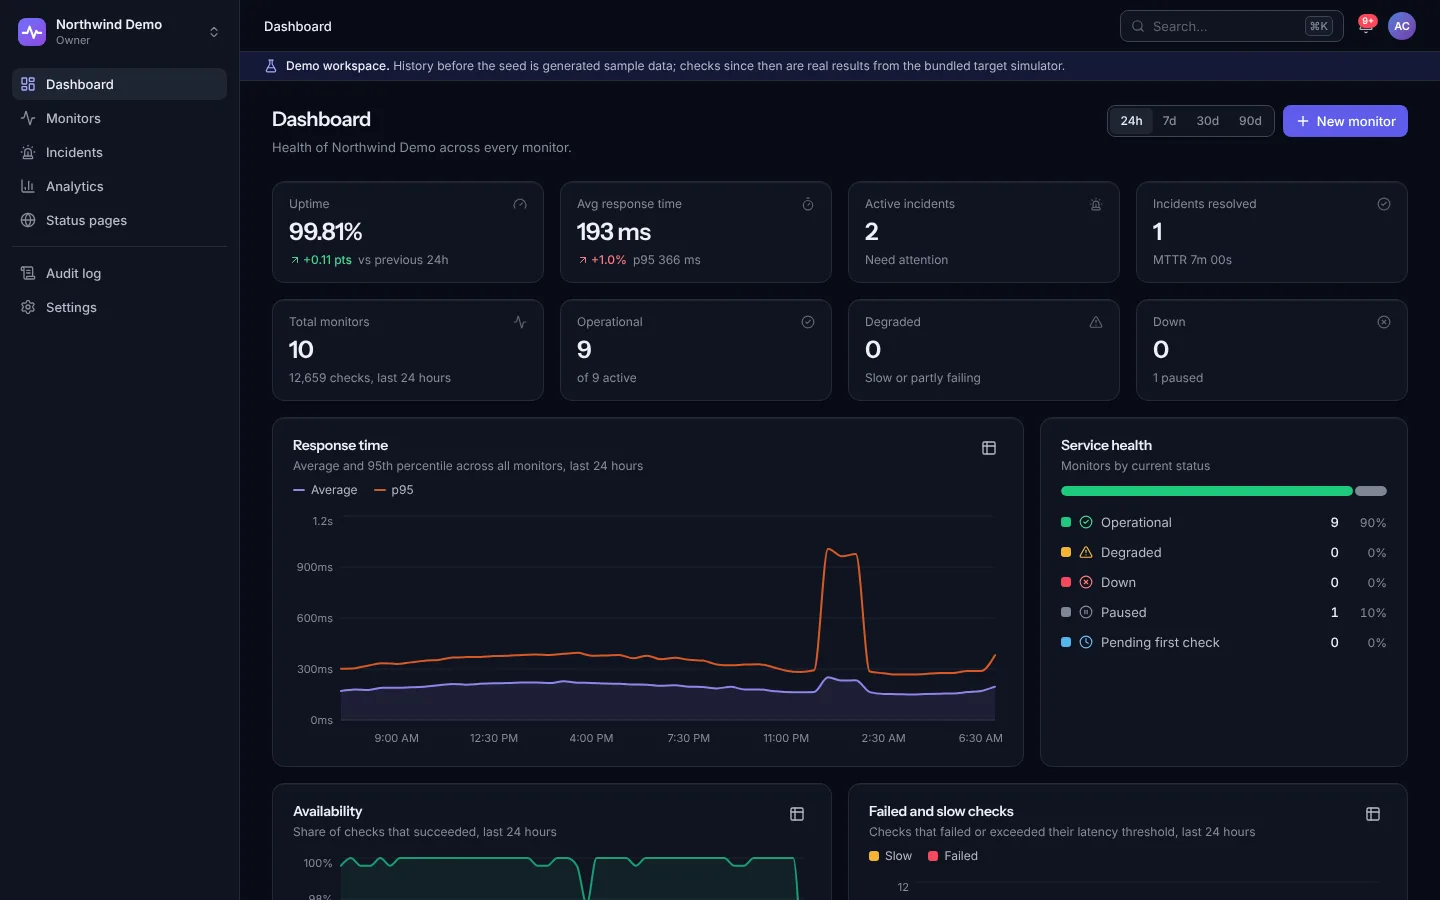 Northwind Demo
Owner
Dashboard
Monitors
Incidents
Analytics
Status pages
Audit log
Settings
Dashboard
Search...
⌘K
9+
AC
Demo workspace. History before the seed is generated sample data; checks since then are real results from the bundled target simulator.
Dashboard
Health of Northwind Demo across every monitor.
24h 7d 30d 90d
New monitor
Uptime
99.81%
+0.11 pts vs previous 24h
Avg response time
193 ms
+1.0% p95 366 ms
Active incidents
2
Need attention
Incidents resolved
1
MTTR 7m 00s
Total monitors
10
12,659 checks, last 24 hours
Operational
9
of 9 active
Degraded
0
Slow or partly failing
Down
0
1 paused
Response time
Average and 95th percentile across all monitors, last 24 hours
Average p95
1.2s
900ms
600ms
300ms
0ms
9:00 AM 12:30 PM 4:00 PM 7:30 PM 11:00 PM 2:30 AM 6:30 AM
Service health
Monitors by current status
Operational 9 90%
Degraded 0 0%
Down 0 0%
Paused 1 10%
Pending first check 0 0%
Availability
Share of checks that succeeded, last 24 hours
100%
98%
Failed and slow checks
Checks that failed or exceeded their latency threshold, last 24 hours
Slow Failed
12